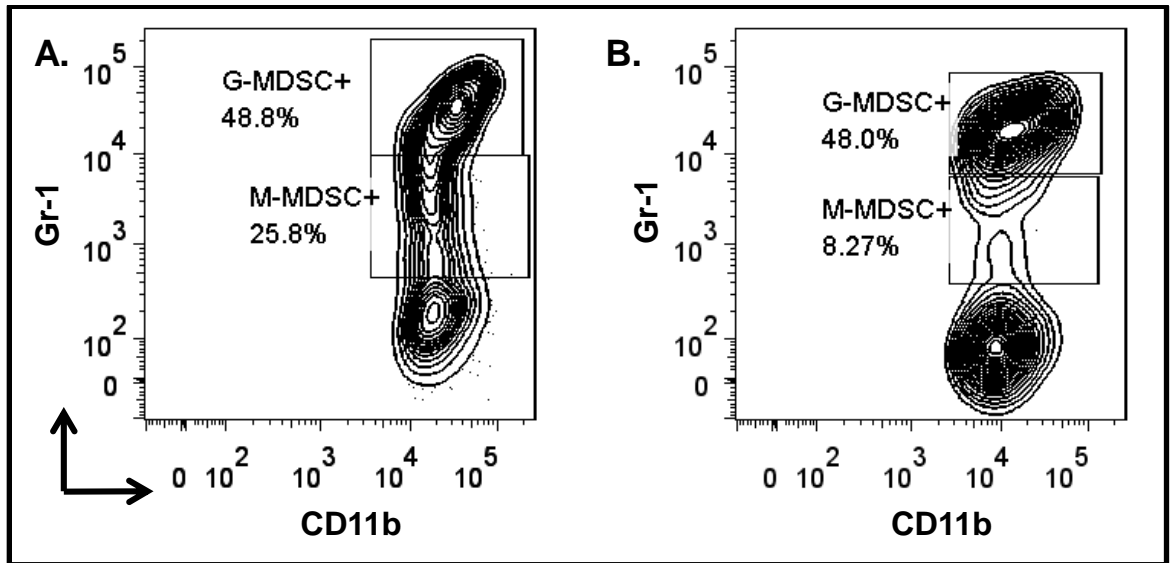 A.
G-MDSC+
48.8%
M-MDSC+
25.8%
Gr-1
10^5
10^4
10^3
10^2
0
0 10^2 10^3 10^4 10^5
CD11b
B.
G-MDSC+
48.0%
M-MDSC+
8.27%
Gr-1
10^5
10^4
10^3
10^2
0
0 10^2 10^3 10^4 10^5
CD11b